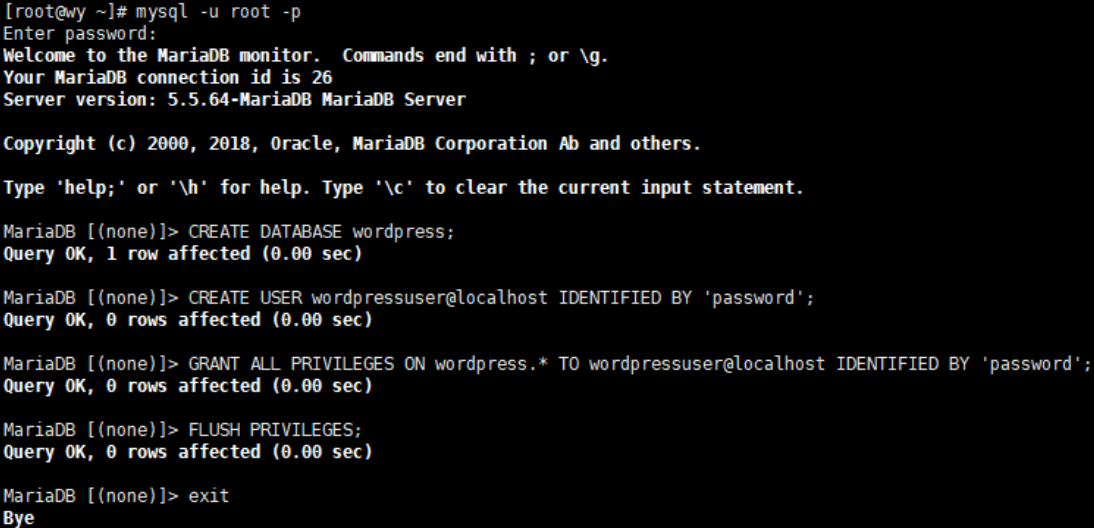 [root@wy ~]# mysql -u root -p
Enter password:
Welcome to the MariaDB monitor.  Commands end with ; or \g.
Your MariaDB connection id is 26
Server version: 5.5.64-MariaDB MariaDB Server

Copyright (c) 2000, 2018, Oracle, MariaDB Corporation Ab and others.

Type 'help;' or '\h' for help. Type '\c' to clear the current input statement.

MariaDB [(none)]> CREATE DATABASE wordpress;
Query OK, 1 row affected (0.00 sec)

MariaDB [(none)]> CREATE USER wordpressuser@localhost IDENTIFIED BY 'password';
Query OK, 0 rows affected (0.00 sec)

MariaDB [(none)]> GRANT ALL PRIVILEGES ON wordpress.* TO wordpressuser@localhost IDENTIFIED BY 'password';
Query OK, 0 rows affected (0.00 sec)

MariaDB [(none)]> FLUSH PRIVILEGES;
Query OK, 0 rows affected (0.00 sec)

MariaDB [(none)]> exit
Bye